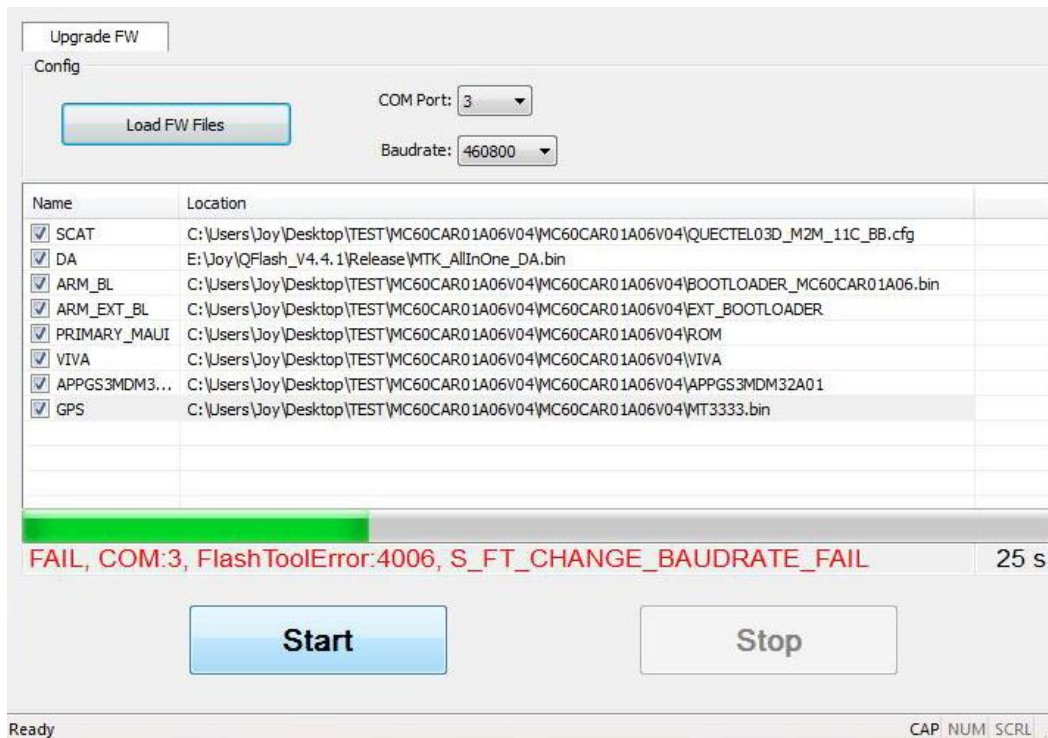 Upgrade FW
Config
Load FW Files
COM Port: 3
Baudrate: 460800
Name Location
SCAT C:\Users\Joy\Desktop\TEST\MC60CAR01A06V04\MC60CAR01A06V04\QUECTEL03D_M2M_11C_BB.cfg
DA E:\Joy\QFlash_V4.4.1\Release\MTK_AllInOne_DA.bin
ARM_BL C:\Users\Joy\Desktop\TEST\MC60CAR01A06V04\MC60CAR01A06V04\BOOTLOADER_MC60CAR01A06.bin
ARM_EXT_BL C:\Users\Joy\Desktop\TEST\MC60CAR01A06V04\MC60CAR01A06V04\EXT_BOOTLOADER
PRIMARY_MAUI C:\Users\Joy\Desktop\TEST\MC60CAR01A06V04\MC60CAR01A06V04\ROM
VIVA C:\Users\Joy\Desktop\TEST\MC60CAR01A06V04\MC60CAR01A06V04\VIVA
APPGS3MDM3... C:\Users\Joy\Desktop\TEST\MC60CAR01A06V04\MC60CAR01A06V04\APPGS3MDM32A01
GPS C:\Users\Joy\Desktop\TEST\MC60CAR01A06V04\MC60CAR01A06V04\MT3333.bin
FAIL, COM:3, FlashToolError:4006, S_FT_CHANGE_BAUDRATE_FAIL 25 s
Start Stop
Ready CAP NUM SCRL